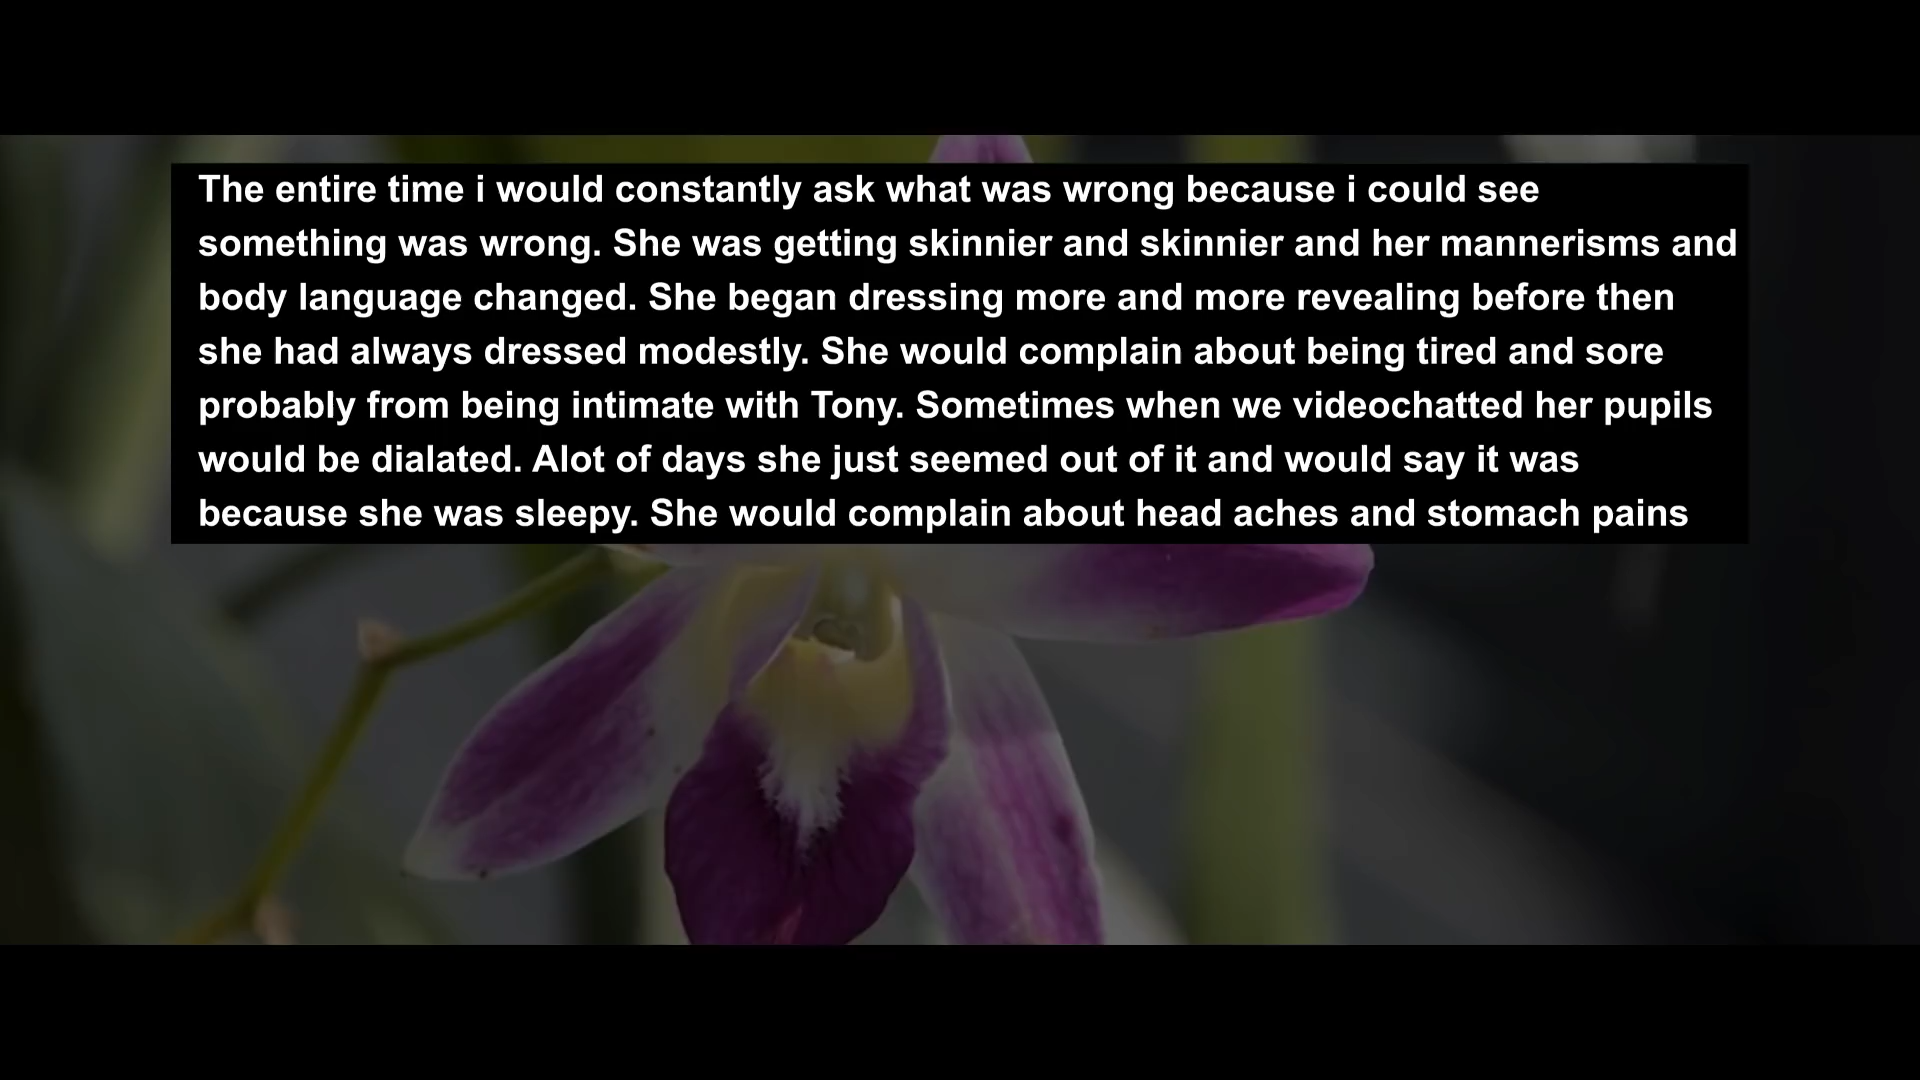 The entire time i would constantly ask what was wrong because i could see
something was wrong. She was getting skinnier and skinnier and her mannerisms and
body language changed. She began dressing more and more revealing before then
she had always dressed modestly. She would complain about being tired and sore
probably from being intimate with Tony. Sometimes when we videochatted her pupils
would be dialated. Alot of days she just seemed out of it and would say it was
because she was sleepy. She would complain about head aches and stomach pains